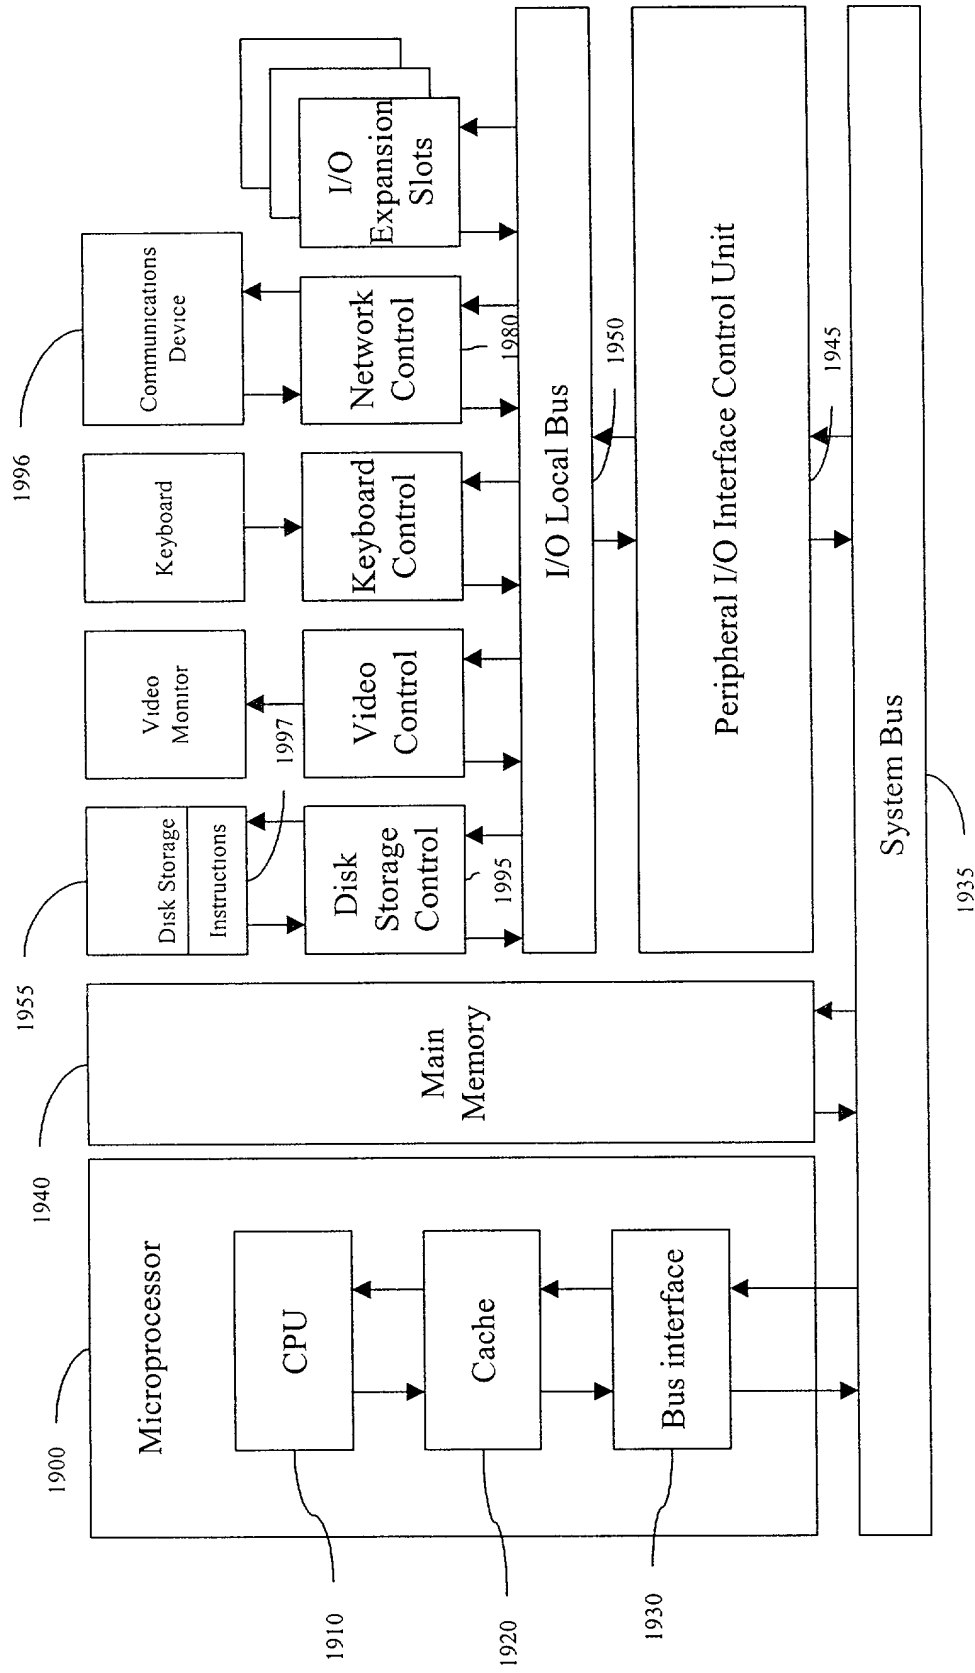 1900
Microprocessor
CPU
1910
Cache
1920
Bus interface
1930
1940
Main
Memory
1955
Disk Storage
Instructions
1997
Disk
Storage
Control
1995
Video
Monitor
Video
Control
Keyboard
Keyboard
Control
1996
Communications
Device
Network
Control
1980
I/O
Expansion
Slots
I/O Local Bus
1950
Peripheral I/O Interface Control Unit
1945
System Bus
1935